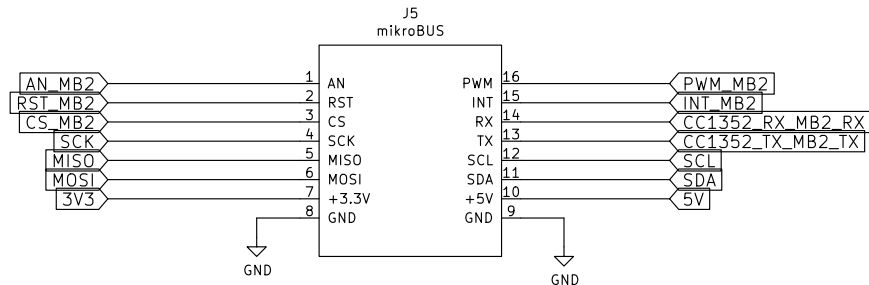 J5
mikroBUS
AN_MB2 1 AN PWM 16 PWM_MB2
RST_MB2 2 RST INT 15 INT_MB2
CS_MB2 3 CS RX 14 CC1352_RX_MB2_RX
SCK 4 SCK TX 13 CC1352_TX_MB2_TX
MISO 5 MISO SCL 12 SCL
MOSI 6 MOSI SDA 11 SDA
3V3 7 +3.3V +5V 10 5V
8 GND GND 9
GND GND